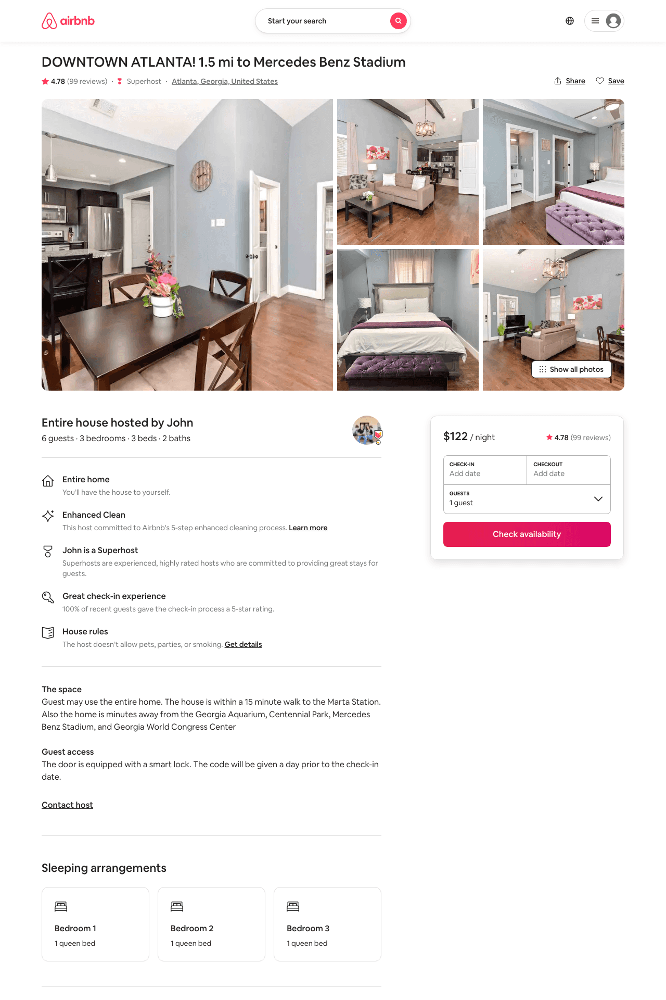 airbnb
Start your search
DOWNTOWN ATLANTA! 1.5 mi to Mercedes Benz Stadium
4.78 (99 reviews) · Superhost · Atlanta, Georgia, United States
Share Save
Show all photos
Entire house hosted by John
6 guests · 3 bedrooms · 3 beds · 2 baths
Entire home
You'll have the house to yourself.
Enhanced Clean
This host committed to Airbnb's 5-step enhanced cleaning process. Learn more
John is a Superhost
Superhosts are experienced, highly rated hosts who are committed to providing great stays for
guests.
Great check-in experience
100% of recent guests gave the check-in process a 5-star rating.
House rules
The host doesn't allow pets, parties, or smoking. Get details
The space
Guest may use the entire home. The house is within a 15 minute walk to the Marta Station.
Also the home is minutes away from the Georgia Aquarium, Centennial Park, Mercedes
Benz Stadium, and Georgia World Congress Center
Guest access
The door is equipped with a smart lock. The code will be given a day prior to the check-in
date.
Contact host
Sleeping arrangements
Bedroom 1
1 queen bed
Bedroom 2
1 queen bed
Bedroom 3
1 queen bed
$122 / night
4.78 (99 reviews)
CHECK-IN
Add date
CHECKOUT
Add date
GUESTS
1 guest
Check availability